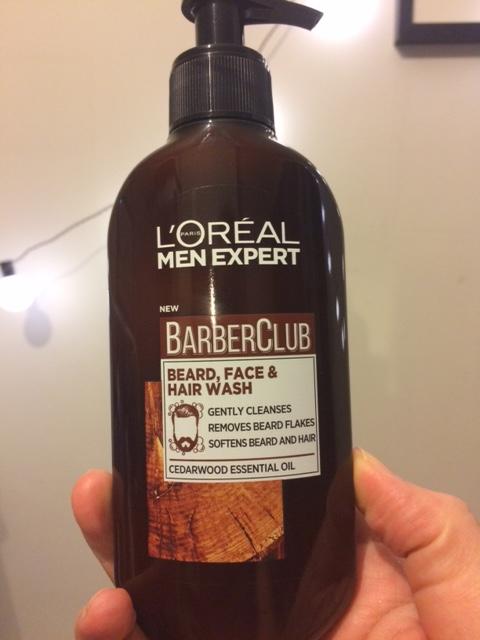 L'ORÉAL
PARIS
MEN EXPERT
NEW
BARBERCLUB
BEARD, FACE &
HAIR WASH
GENTLY CLEANSES
REMOVES BEARD FLAKES
SOFTENS BEARD AND HAIR
CEDARWOOD ESSENTIAL OIL